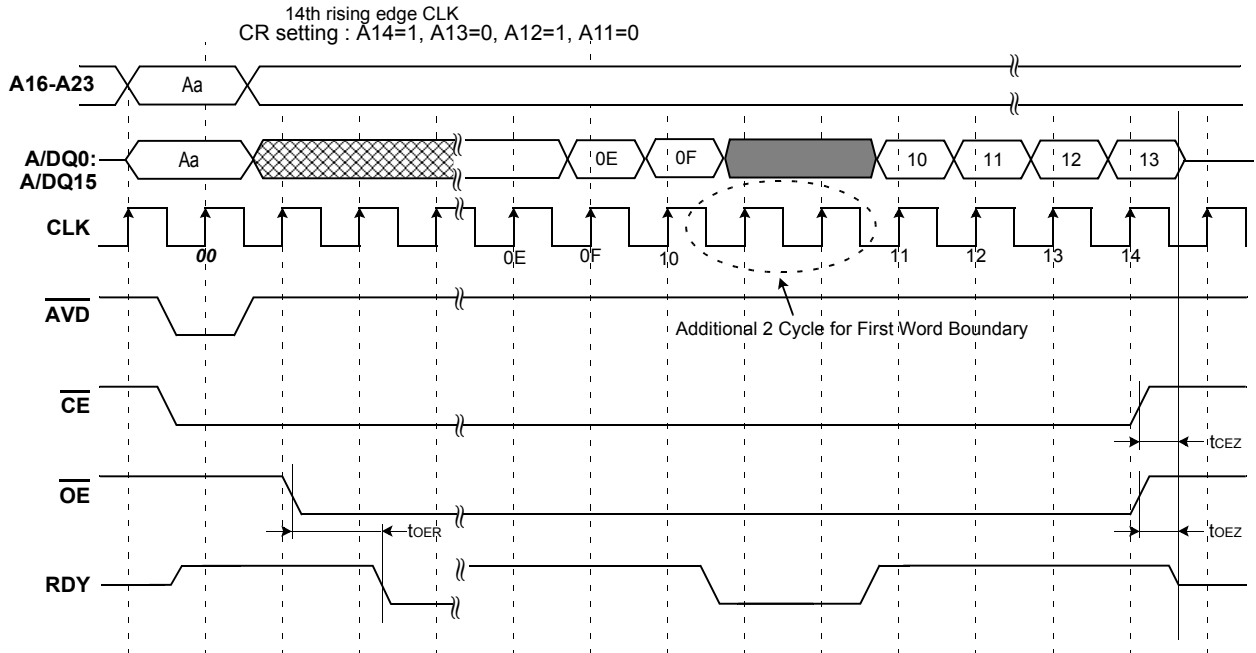 14th rising edge CLK
CR setting : A14=1, A13=0, A12=1, A11=0
A16-A23
Aa
A/DQ0:
A/DQ15
Aa
0E
0F
10
11
12
13
CLK
00
0E
0F
10
11
12
13
14
AVD
Additional 2 Cycle for First Word Boundary
CE
tCEZ
OE
tOER
tOEZ
RDY